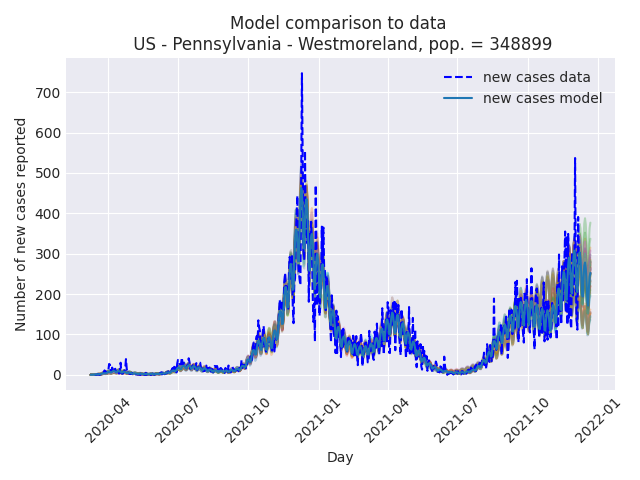 Model comparison to data
US - Pennsylvania - Westmoreland, pop. = 348899
new cases data
new cases model
Number of new cases reported
700
600
500
400
300
200
100
0
2020-04
2020-07
2020-10
2021-01
2021-04
2021-07
2021-10
2022-01
Day